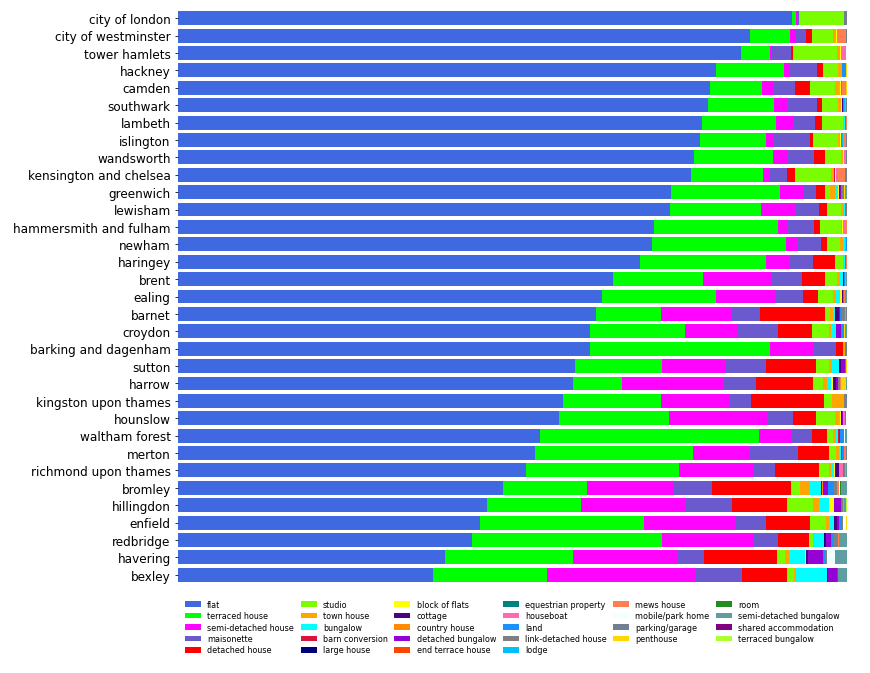 city of london
city of westminster
tower hamlets
hackney
camden
southwark
lambeth
islington
wandsworth
kensington and chelsea
greenwich
lewisham
hammersmith and fulham
newham
haringey
brent
ealing
barnet
croydon
barking and dagenham
sutton
harrow
kingston upon thames
hounslow
waltham forest
merton
richmond upon thames
bromley
hillingdon
enfield
redbridge
havering
bexley
flat
terraced house
semi-detached house
maisonette
detached house
studio
town house
bungalow
barn conversion
large house
block of flats
cottage
country house
detached bungalow
end terrace house
equestrian property
houseboat
land
link-detached house
lodge
mews house
mobile/park home
parking/garage
penthouse
room
semi-detached bungalow
shared accommodation
terraced bungalow